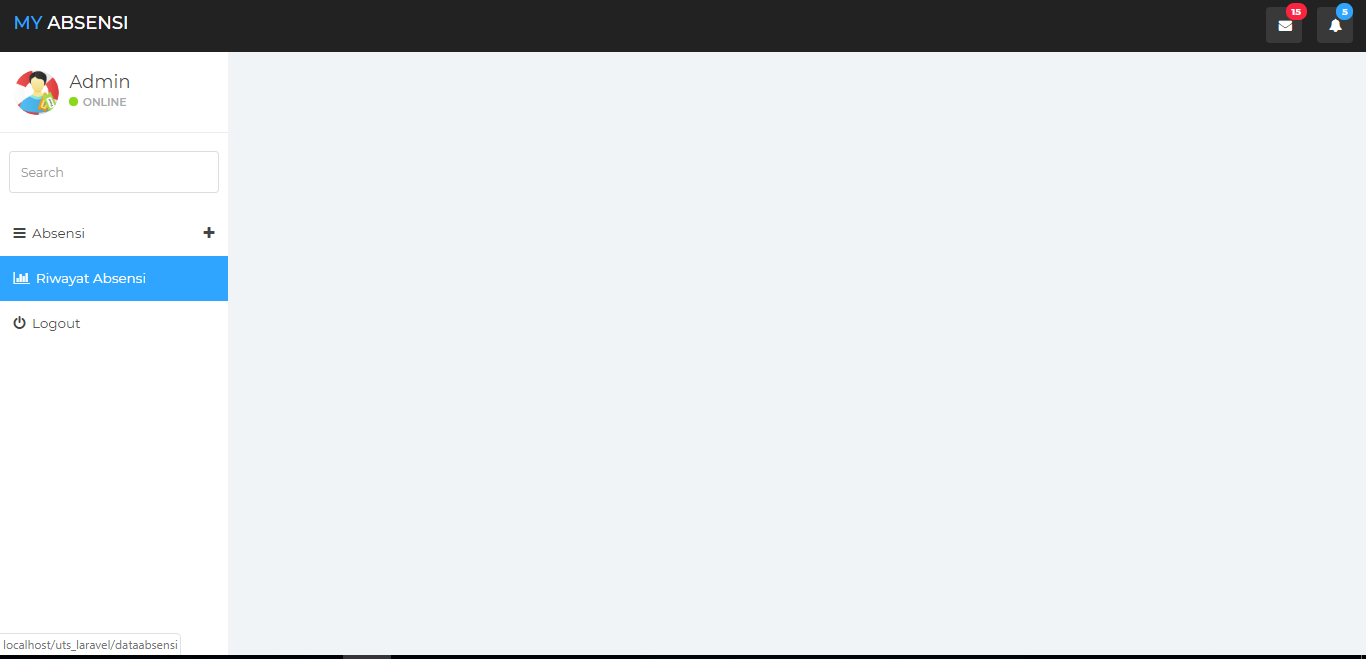 MY ABSENSI
15
5
Admin
ONLINE
Search
Absensi
Riwayat Absensi
Logout
localhost/uts_laravel/dataabsensi